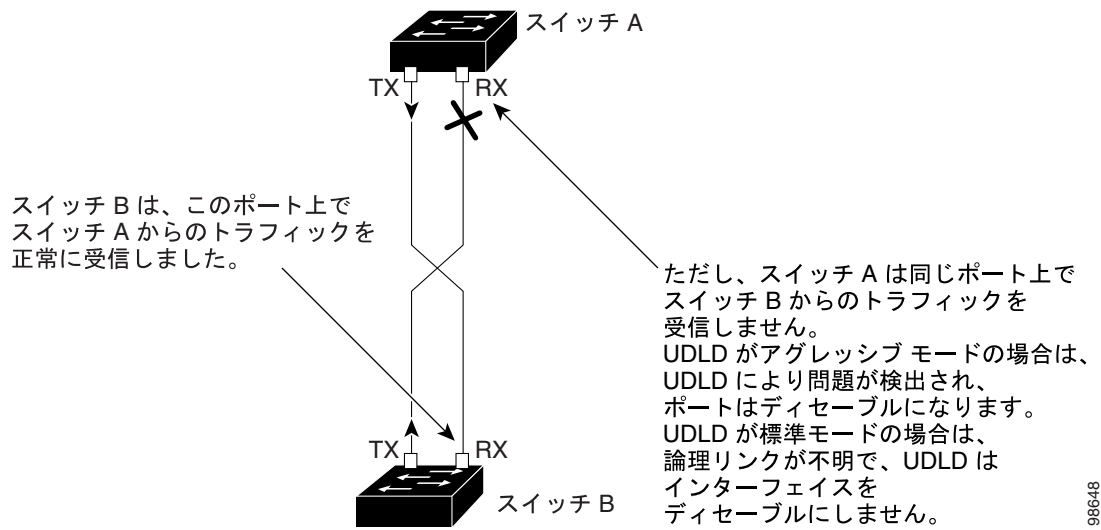 スイッチ A
TX
RX
スイッチ B は、このポート上で
スイッチ A からのトラフィックを
正常に受信しました。
ただし、スイッチ A は同じポート上で
スイッチ B からのトラフィックを
受信しません。
UDLD がアグレッシブ モードの場合は、
UDLD により問題が検出され、
ポートはディセーブルになります。
UDLD が標準モードの場合は、
論理リンクが不明で、UDLD は
インターフェイスを
ディセーブルにしません。
TX
RX
スイッチ B
98648